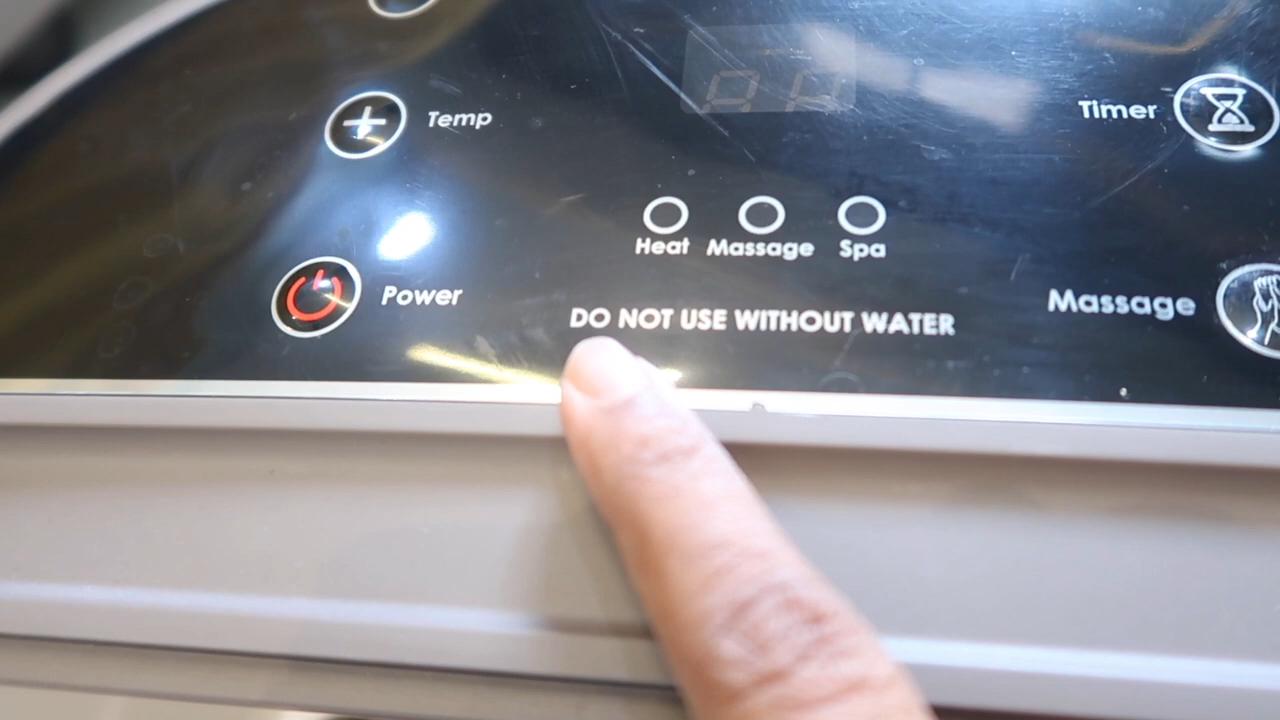 Temp
Timer
Heat Massage Spa
Power
Massage
DO NOT USE WITHOUT WATER